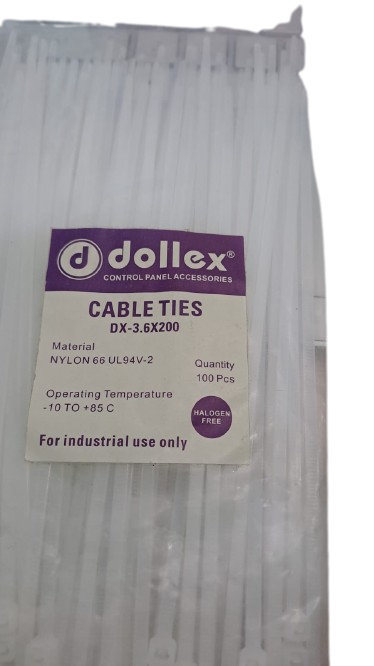 d dollex®
CONTROL PANEL ACCESSORIES
CABLE TIES
DX-3.6X200
Material
NYLON 66 UL94V-2
Quantity
100 Pcs
Operating Temperature
-10 TO +85 C
HALOGEN
FREE
For industrial use only